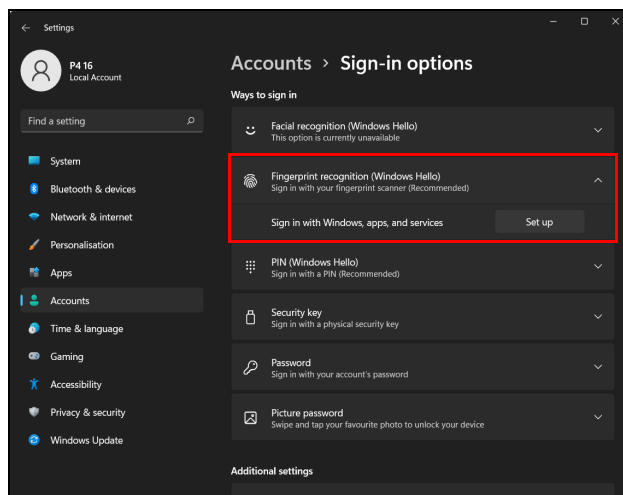 Settings
P4 16
Local Account
Find a setting
System
Bluetooth & devices
Network & internet
Personalisation
Apps
Accounts
Time & language
Gaming
Accessibility
Privacy & security
Windows Update
Accounts › Sign-in options
Ways to sign in
Facial recognition (Windows Hello)
This option is currently unavailable
Fingerprint recognition (Windows Hello)
Sign in with your fingerprint scanner (Recommended)
Sign in with Windows, apps, and services
Set up
PIN (Windows Hello)
Sign in with a PIN (Recommended)
Security key
Sign in with a physical security key
Password
Sign in with your account's password
Picture password
Swipe and tap your favourite photo to unlock your device
Additional settings